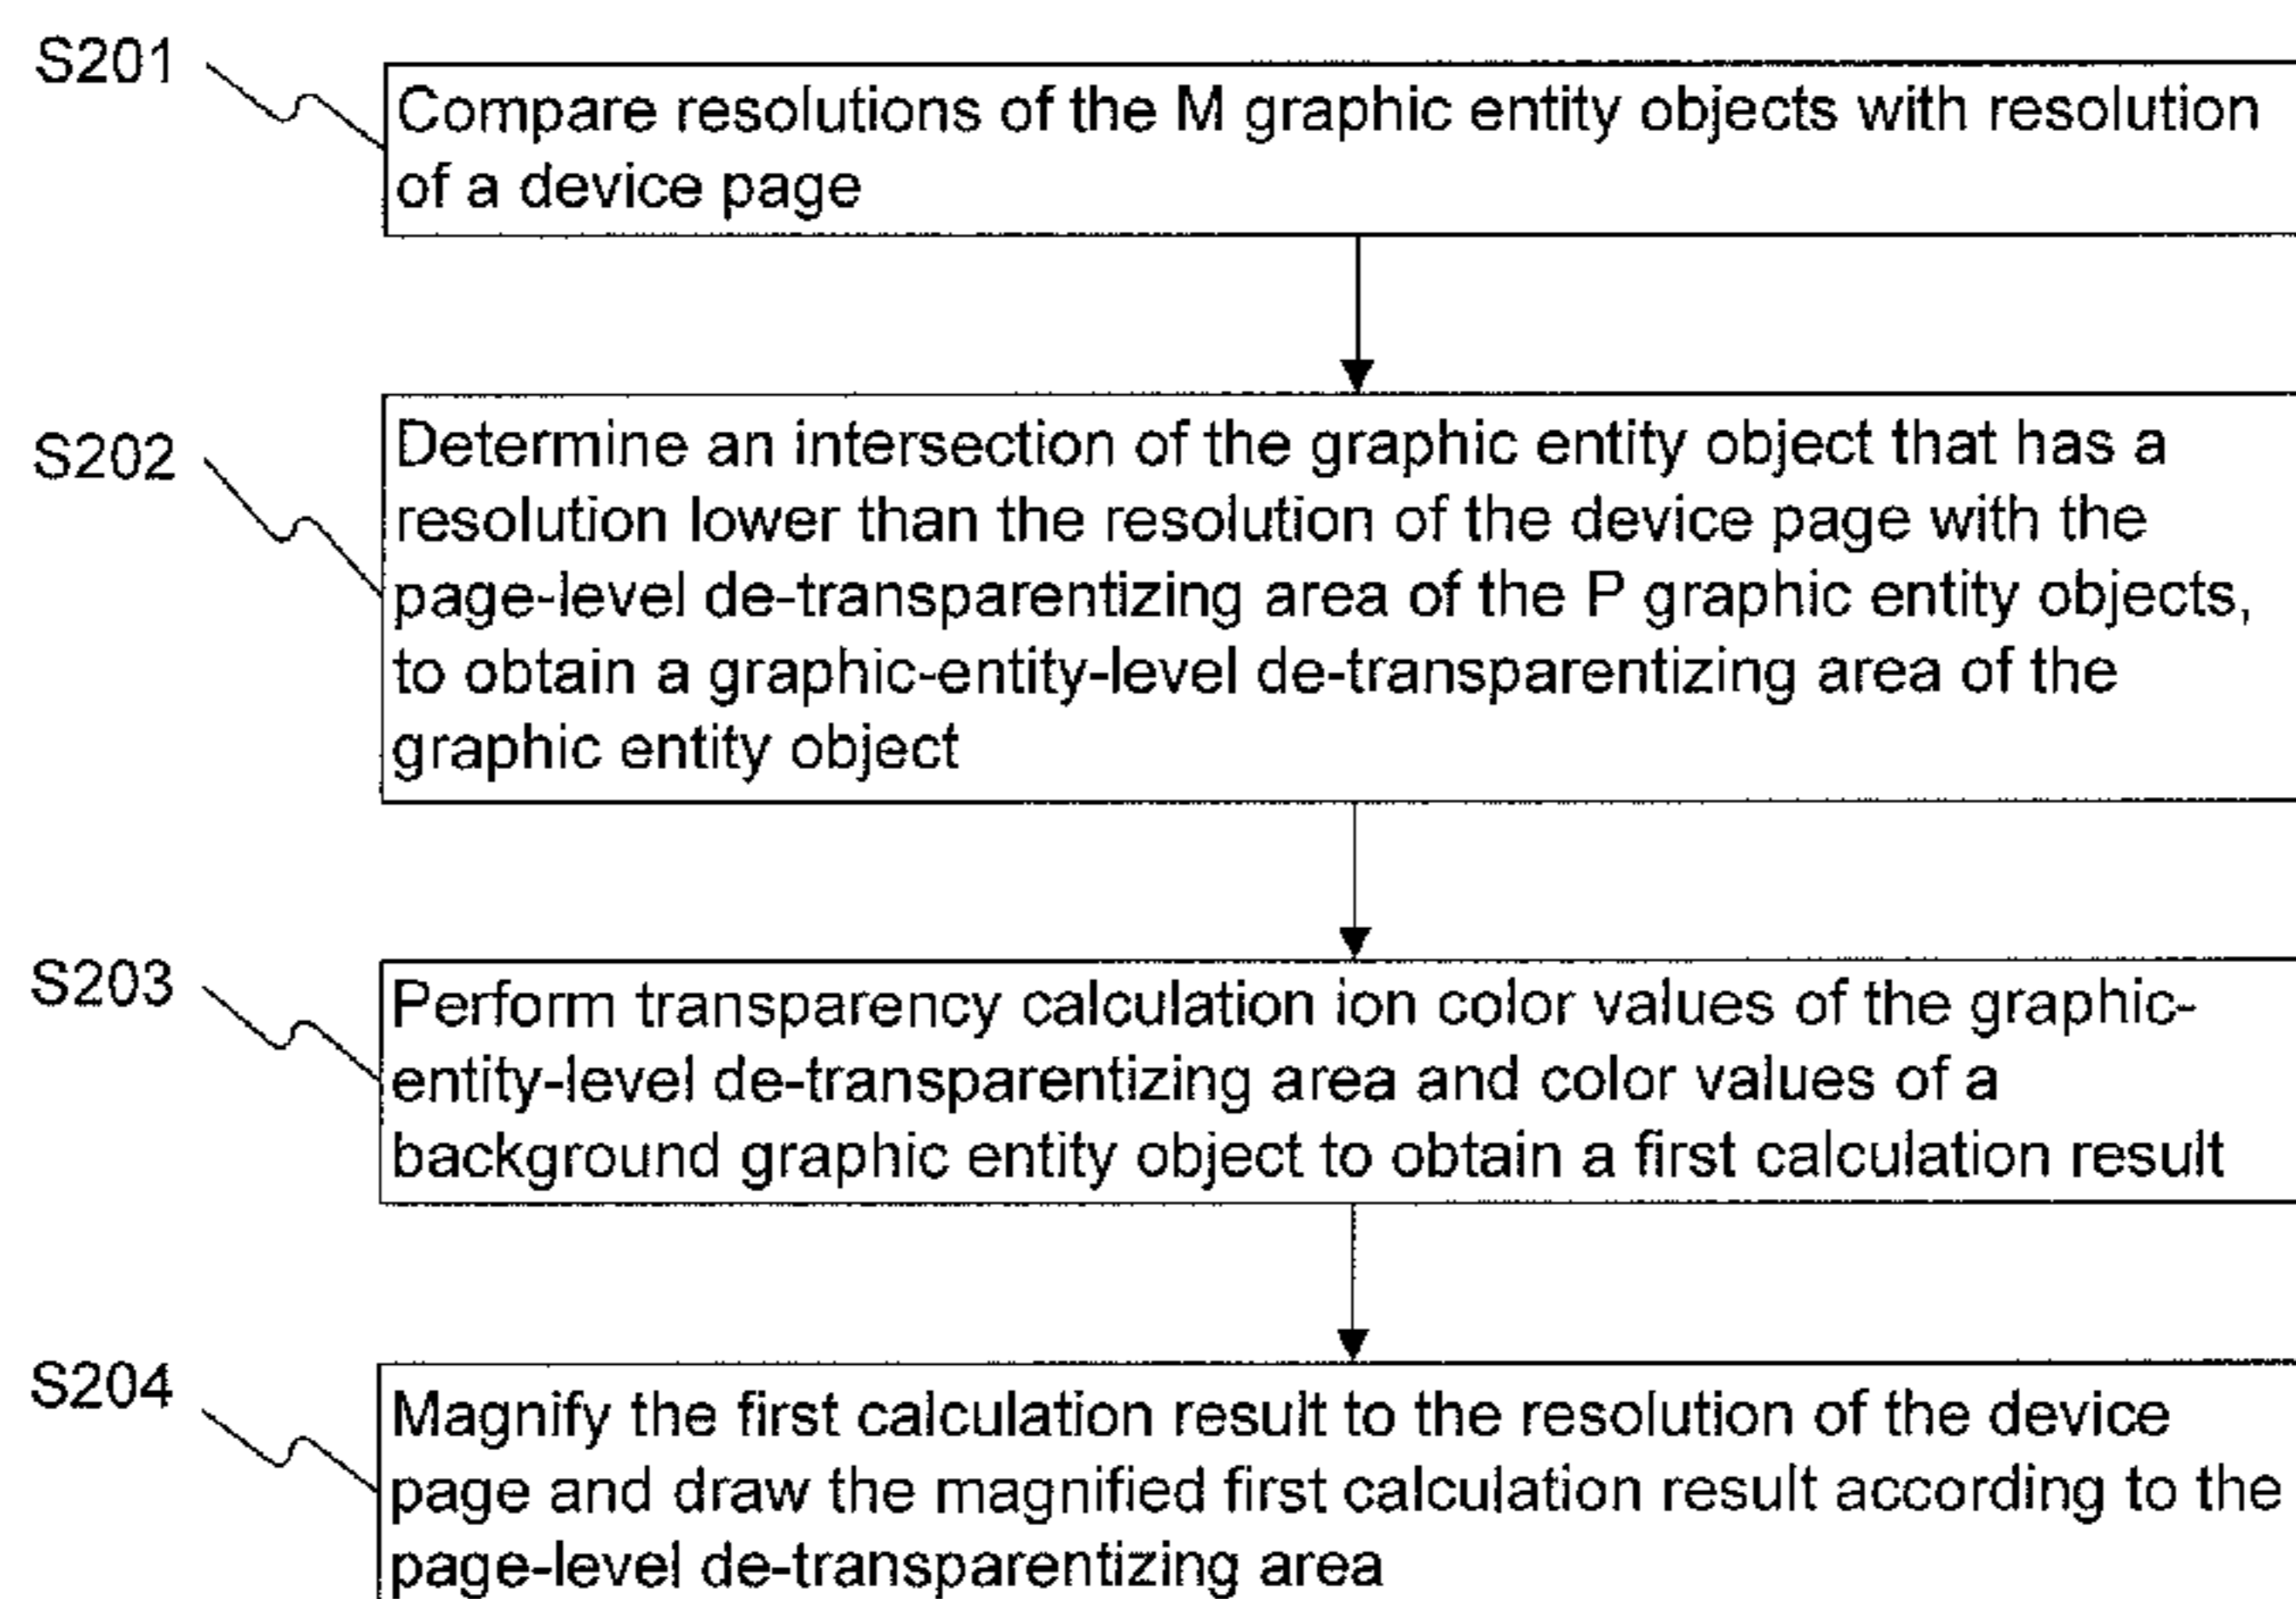 S201
Compare resolutions of the M graphic entity objects with resolution
of a device page
S202
Determine an intersection of the graphic entity object that has a
resolution lower than the resolution of the device page with the
page-level de-transparentizing area of the P graphic entity objects,
to obtain a graphic-entity-level de-transparentizing area of the
graphic entity object
S203
Perform transparency calculation ion color values of the graphic-
entity-level de-transparentizing area and color values of a
background graphic entity object to obtain a first calculation result
S204
Magnify the first calculation result to the resolution of the device
page and draw the magnified first calculation result according to the
page-level de-transparentizing area